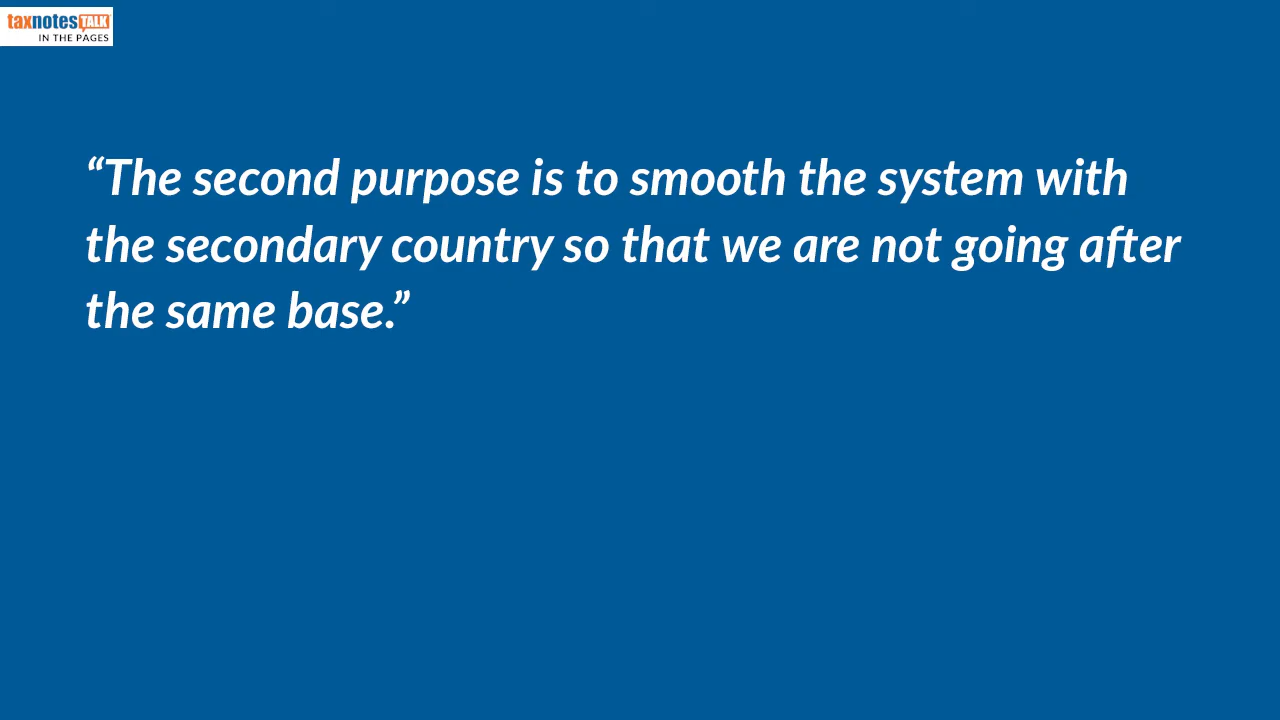 taxnotes TALK
IN THE PAGES
“The second purpose is to smooth the system with
the secondary country so that we are not going after
the same base.”